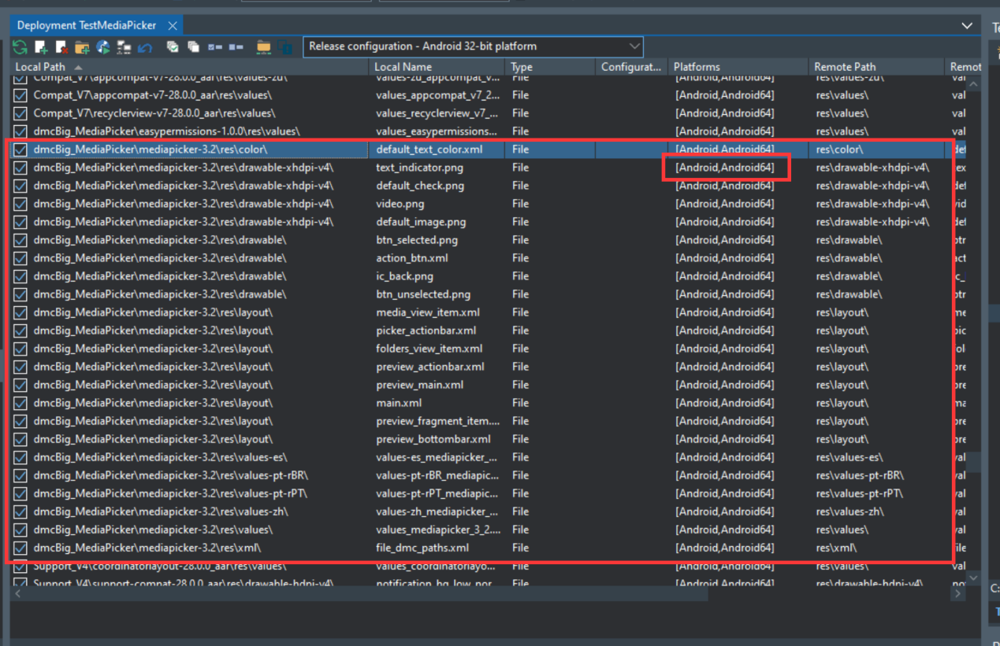 Deployment TestMediaPicker
Release configuration - Android 32-bit platform
Local Path Local Name Type Configurat... Platforms Remote Path Remot
Compat_V7\appcompat-v7-28.0.0_aar\res\values-zu\ values-zu_appcompat_v... File [Android,Android64] res\values-zu\ val
Compat_V7\appcompat-v7-28.0.0_aar\res\values\ values_appcompat_v7_2... File [Android,Android64] res\values\ val
Compat_V7\recyclerview-v7-28.0.0_aar\res\values\ values_recyclerview_v7_... File [Android,Android64] res\values\ val
dmcBig_MediaPicker\easypermissions-1.0.0\res\values\ values_easypermissions... File [Android,Android64] res\values\ val
dmcBig_MediaPicker\mediapicker-3.2\res\color\ default_text_color.xml File [Android,Android64] res\color\ def
dmcBig_MediaPicker\mediapicker-3.2\res\drawable-xhdpi-v4\ text_indicator.png File [Android,Android64] res\drawable-xhdpi-v4\ tex
dmcBig_MediaPicker\mediapicker-3.2\res\drawable-xhdpi-v4\ default_check.png File [Android,Android64] res\drawable-xhdpi-v4\ def
dmcBig_MediaPicker\mediapicker-3.2\res\drawable-xhdpi-v4\ video.png File [Android,Android64] res\drawable-xhdpi-v4\ vid
dmcBig_MediaPicker\mediapicker-3.2\res\drawable-xhdpi-v4\ default_image.png File [Android,Android64] res\drawable-xhdpi-v4\ def
dmcBig_MediaPicker\mediapicker-3.2\res\drawable\ btn_selected.png File [Android,Android64] res\drawable\ btn
dmcBig_MediaPicker\mediapicker-3.2\res\drawable\ action_btn.xml File [Android,Android64] res\drawable\ act
dmcBig_MediaPicker\mediapicker-3.2\res\drawable\ ic_back.png File [Android,Android64] res\drawable\ ic_
dmcBig_MediaPicker\mediapicker-3.2\res\drawable\ btn_unselected.png File [Android,Android64] res\drawable\ btn
dmcBig_MediaPicker\mediapicker-3.2\res\layout\ media_view_item.xml File [Android,Android64] res\layout\ me
dmcBig_MediaPicker\mediapicker-3.2\res\layout\ picker_actionbar.xml File [Android,Android64] res\layout\ pic
dmcBig_MediaPicker\mediapicker-3.2\res\layout\ folders_view_item.xml File [Android,Android64] res\layout\ fol
dmcBig_MediaPicker\mediapicker-3.2\res\layout\ preview_actionbar.xml File [Android,Android64] res\layout\ pre
dmcBig_MediaPicker\mediapicker-3.2\res\layout\ preview_main.xml File [Android,Android64] res\layout\ pre
dmcBig_MediaPicker\mediapicker-3.2\res\layout\ main.xml File [Android,Android64] res\layout\ ma
dmcBig_MediaPicker\mediapicker-3.2\res\layout\ preview_fragment_item.... File [Android,Android64] res\layout\ pre
dmcBig_MediaPicker\mediapicker-3.2\res\layout\ preview_bottombar.xml File [Android,Android64] res\layout\ pre
dmcBig_MediaPicker\mediapicker-3.2\res\values-es\ values-es_mediapicker_... File [Android,Android64] res\values-es\ val
dmcBig_MediaPicker\mediapicker-3.2\res\values-pt-rBR\ values-pt-rBR_mediapic... File [Android,Android64] res\values-pt-rBR\ val
dmcBig_MediaPicker\mediapicker-3.2\res\values-pt-rPT\ values-pt-rPT_mediapic... File [Android,Android64] res\values-pt-rPT\ val
dmcBig_MediaPicker\mediapicker-3.2\res\values-zh\ values-zh_mediapicker_... File [Android,Android64] res\values-zh\ val
dmcBig_MediaPicker\mediapicker-3.2\res\values\ values_mediapicker_3_2.... File [Android,Android64] res\values\ val
dmcBig_MediaPicker\mediapicker-3.2\res\xml\ file_dmc_paths.xml File [Android,Android64] res\xml\ file
Support_V4\coordinatorlayout-28.0.0_aar\res\values\ values_coordinatorlayo... File [Android,Android64] res\values\ val
Support_V4\support-compat-28.0.0_aar\res\drawable-hdpi-v4\ notification_bg_low_nor... File [Android,Android64] res\drawable-hdpi-v4\ no
C: